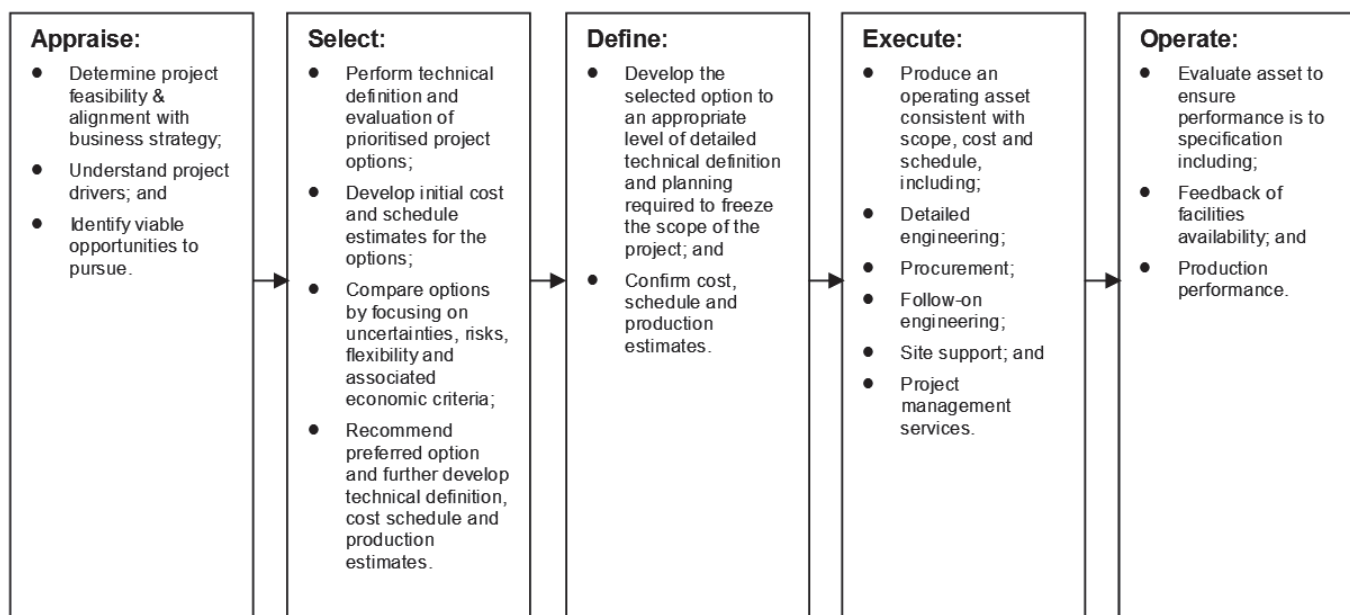 Appraise:
● Determine project
feasibility &
alignment with
business strategy;
● Understand project
drivers; and
● Identify viable
opportunities to
pursue.
Select:
● Perform technical
definition and
evaluation of
prioritised project
options;
● Develop initial cost
and schedule
estimates for the
options;
● Compare options
by focusing on
uncertainties, risks,
flexibility and
associated
economic criteria;
● Recommend
preferred option
and further develop
technical definition,
cost schedule and
production
estimates.
Define:
● Develop the
selected option to
an appropriate
level of detailed
technical definition
and planning
required to freeze
the scope of the
project; and
● Confirm cost,
schedule and
production
estimates.
Execute:
● Produce an
operating asset
consistent with
scope, cost and
schedule,
including;
● Detailed
engineering;
● Procurement;
● Follow-on
engineering;
● Site support; and
● Project
management
services.
Operate:
● Evaluate asset to
ensure
performance is to
specification
including;
● Feedback of
facilities
availability; and
● Production
performance.